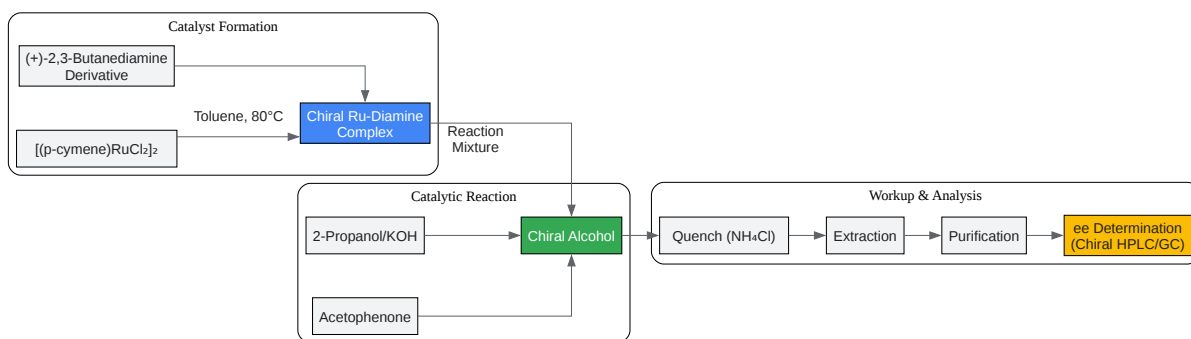 Catalyst Formation
(+)-2,3-Butanediamine
Derivative
Toluene, 80°C
[(p-cymene)RuCl₂]₂
Chiral Ru-Diamine
Complex
Reaction
Mixture
Catalytic Reaction
2-Propanol/KOH
Chiral Alcohol
Acetophenone
Workup & Analysis
Quench (NH₄Cl)
Extraction
Purification
ee Determination
(Chiral HPLC/GC)